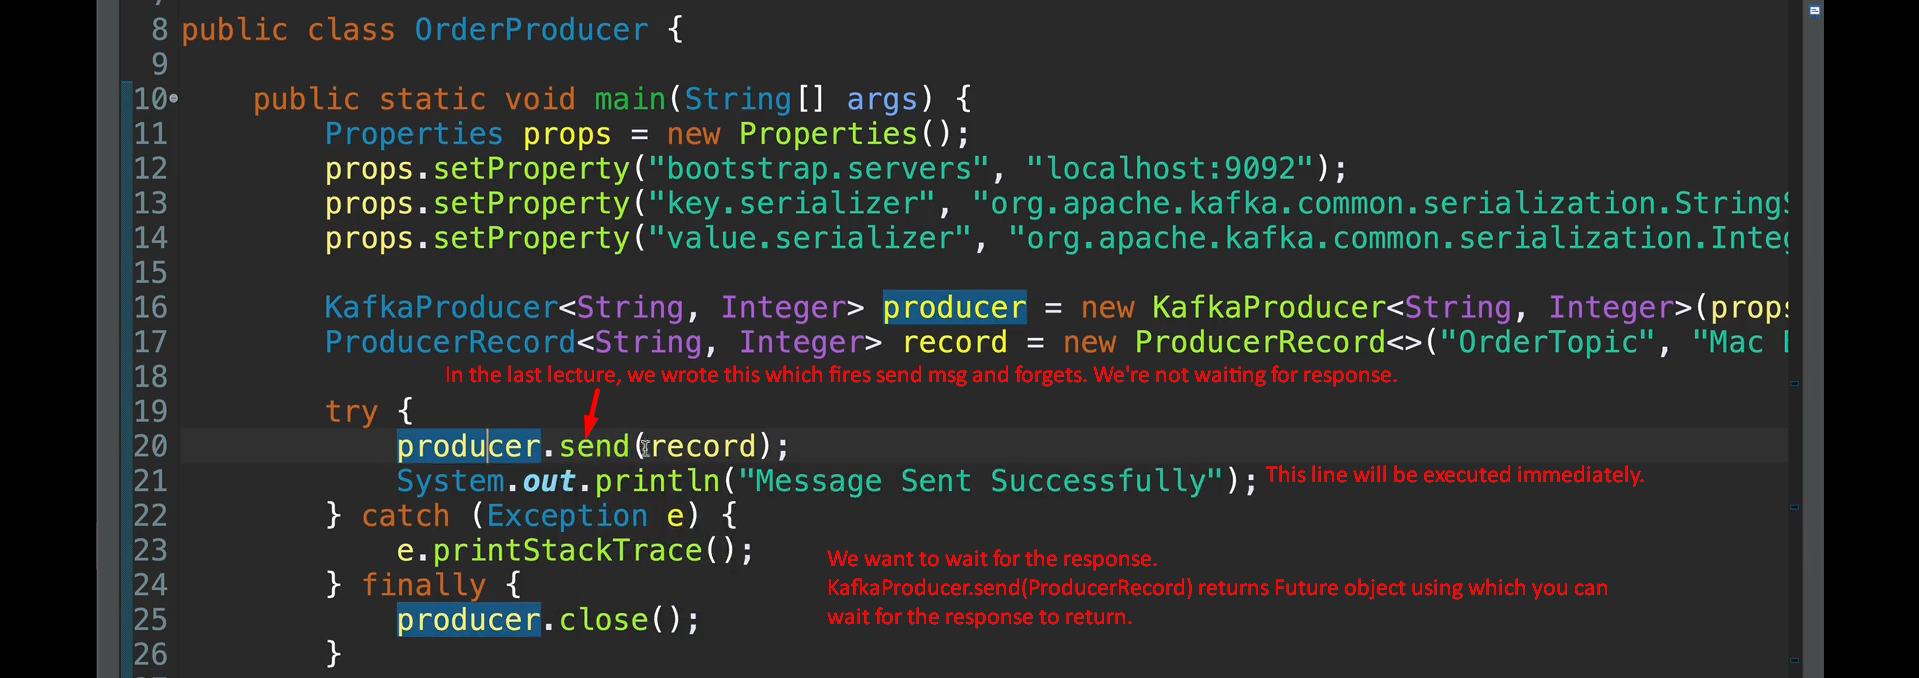 8 public class OrderProducer {
9
10 public static void main(String[] args) {
11 Properties props = new Properties();
12 props.setProperty("bootstrap.servers", "localhost:9092");
13 props.setProperty("key.serializer", "org.apache.kafka.common.serialization.String
14 props.setProperty("value.serializer", "org.apache.kafka.common.serialization.Integ
15
16 KafkaProducer<String, Integer> producer = new KafkaProducer<String, Integer>(props
17 ProducerRecord<String, Integer> record = new ProducerRecord<>("OrderTopic", "Mac
18 In the last lecture, we wrote this which fires send msg and forgets. We're not waiting for response.
19 try {
20 producer.send(record);
21 System.out.println("Message Sent Successfully"); This line will be executed immediately.
22 } catch (Exception e) {
23 e.printStackTrace();
We want to wait for the response.
24 } finally {
KafkaProducer.send(ProducerRecord) returns Future object using which you can
25 producer.close();
wait for the response to return.
26 }